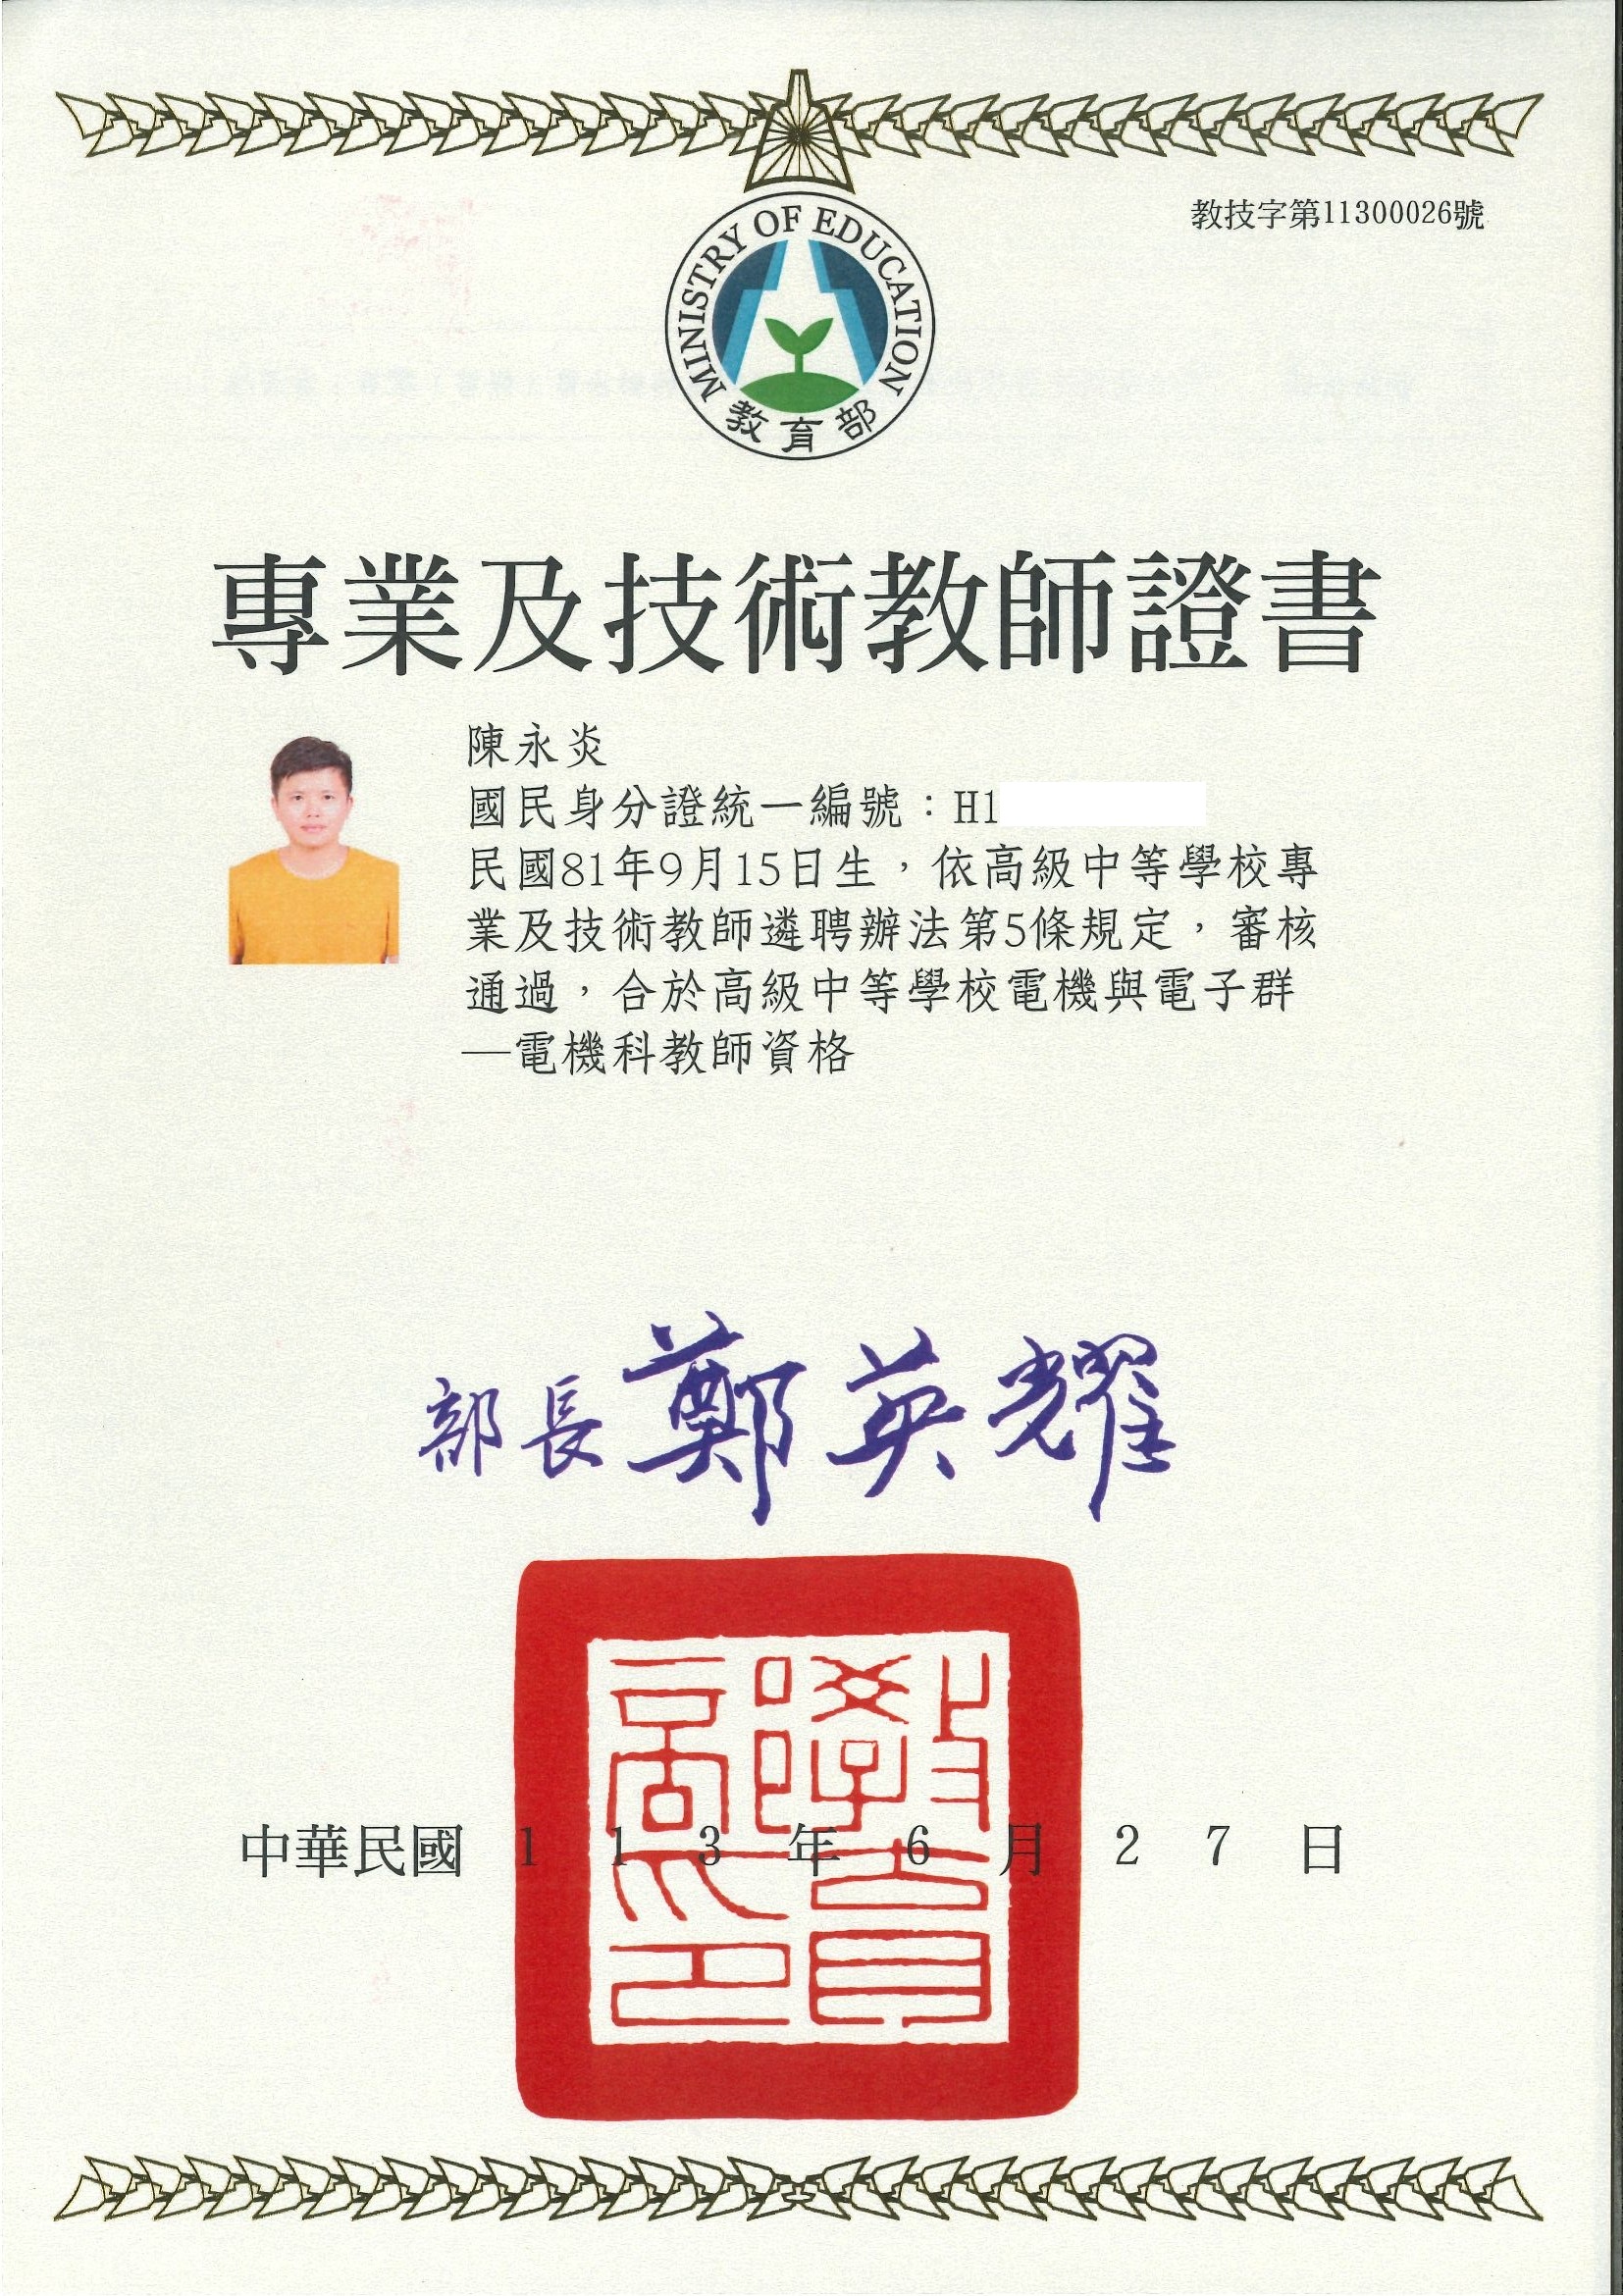 教技字第11300026號
MINISTRY OF EDUCATION
教育部
專業及技術教師證書
陳永炎
國民身分證統一編號：H1
民國81年9月15日生，依高級中等學校專
業及技術教師遴聘辦法第5條規定，審核
通過，合於高級中等學校電機與電子群
—電機科教師資格
部長鄭英耀
教育部印
中華民國113年6月27日